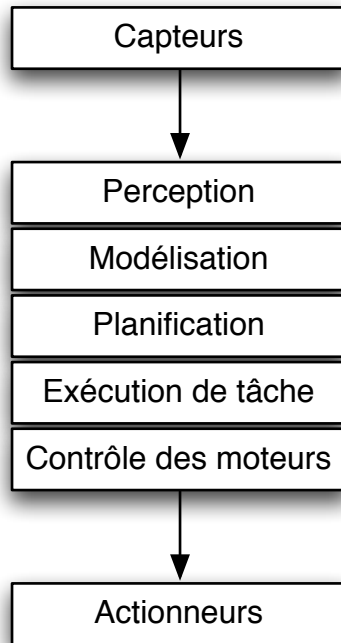 Capteurs
Perception
Modélisation
Planification
Exécution de tâche
Contrôle des moteurs
Actionneurs